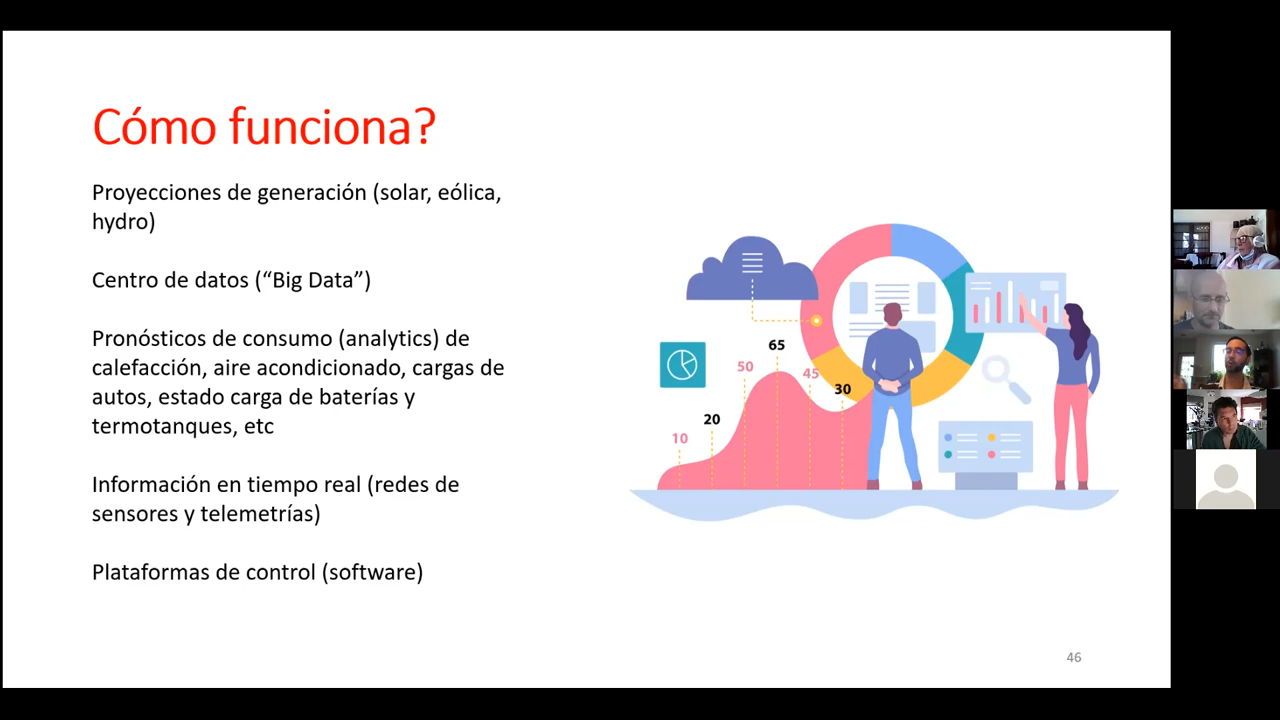 Cómo funciona?
Proyecciones de generación (solar, eólica,
hydro)
Centro de datos (“Big Data”)
Pronósticos de consumo (analytics) de
calefacción, aire acondicionado, cargas de
autos, estado carga de baterías y
termotanques, etc
Información en tiempo real (redes de
sensores y telemetrías)
Plataformas de control (software)
10
20
50
65
45
30
46